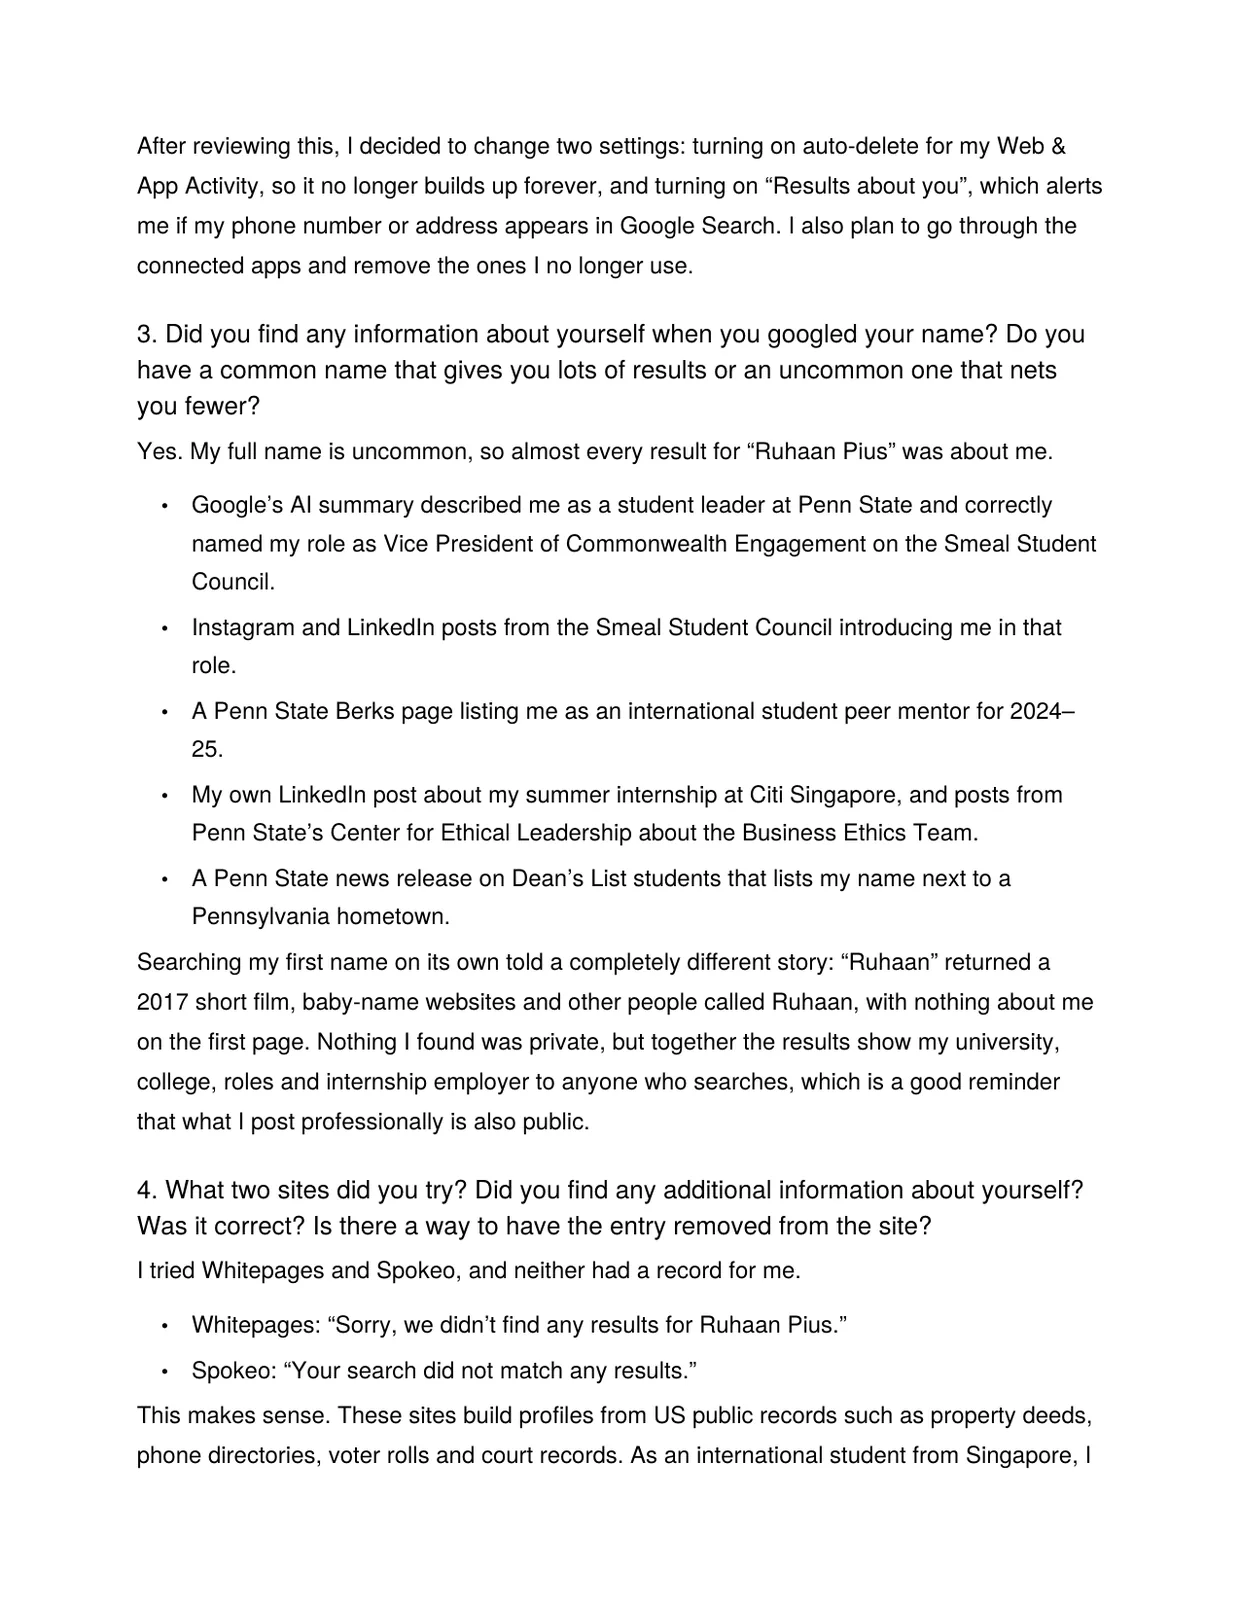 After reviewing this, I decided to change two settings: turning on auto-delete for my Web &
App Activity, so it no longer builds up forever, and turning on “Results about you”, which alerts
me if my phone number or address appears in Google Search. I also plan to go through the
connected apps and remove the ones I no longer use.
3. Did you find any information about yourself when you googled your name? Do you
have a common name that gives you lots of results or an uncommon one that nets
you fewer?
Yes. My full name is uncommon, so almost every result for “Ruhaan Pius” was about me.
• Google’s AI summary described me as a student leader at Penn State and correctly
named my role as Vice President of Commonwealth Engagement on the Smeal Student
Council.
• Instagram and LinkedIn posts from the Smeal Student Council introducing me in that
role.
• A Penn State Berks page listing me as an international student peer mentor for 2024–
25.
• My own LinkedIn post about my summer internship at Citi Singapore, and posts from
Penn State’s Center for Ethical Leadership about the Business Ethics Team.
• A Penn State news release on Dean’s List students that lists my name next to a
Pennsylvania hometown.
Searching my first name on its own told a completely different story: “Ruhaan” returned a
2017 short film, baby-name websites and other people called Ruhaan, with nothing about me
on the first page. Nothing I found was private, but together the results show my university,
college, roles and internship employer to anyone who searches, which is a good reminder
that what I post professionally is also public.
4. What two sites did you try? Did you find any additional information about yourself?
Was it correct? Is there a way to have the entry removed from the site?
I tried Whitepages and Spokeo, and neither had a record for me.
• Whitepages: “Sorry, we didn’t find any results for Ruhaan Pius.”
• Spokeo: “Your search did not match any results.”
This makes sense. These sites build profiles from US public records such as property deeds,
phone directories, voter rolls and court records. As an international student from Singapore, I